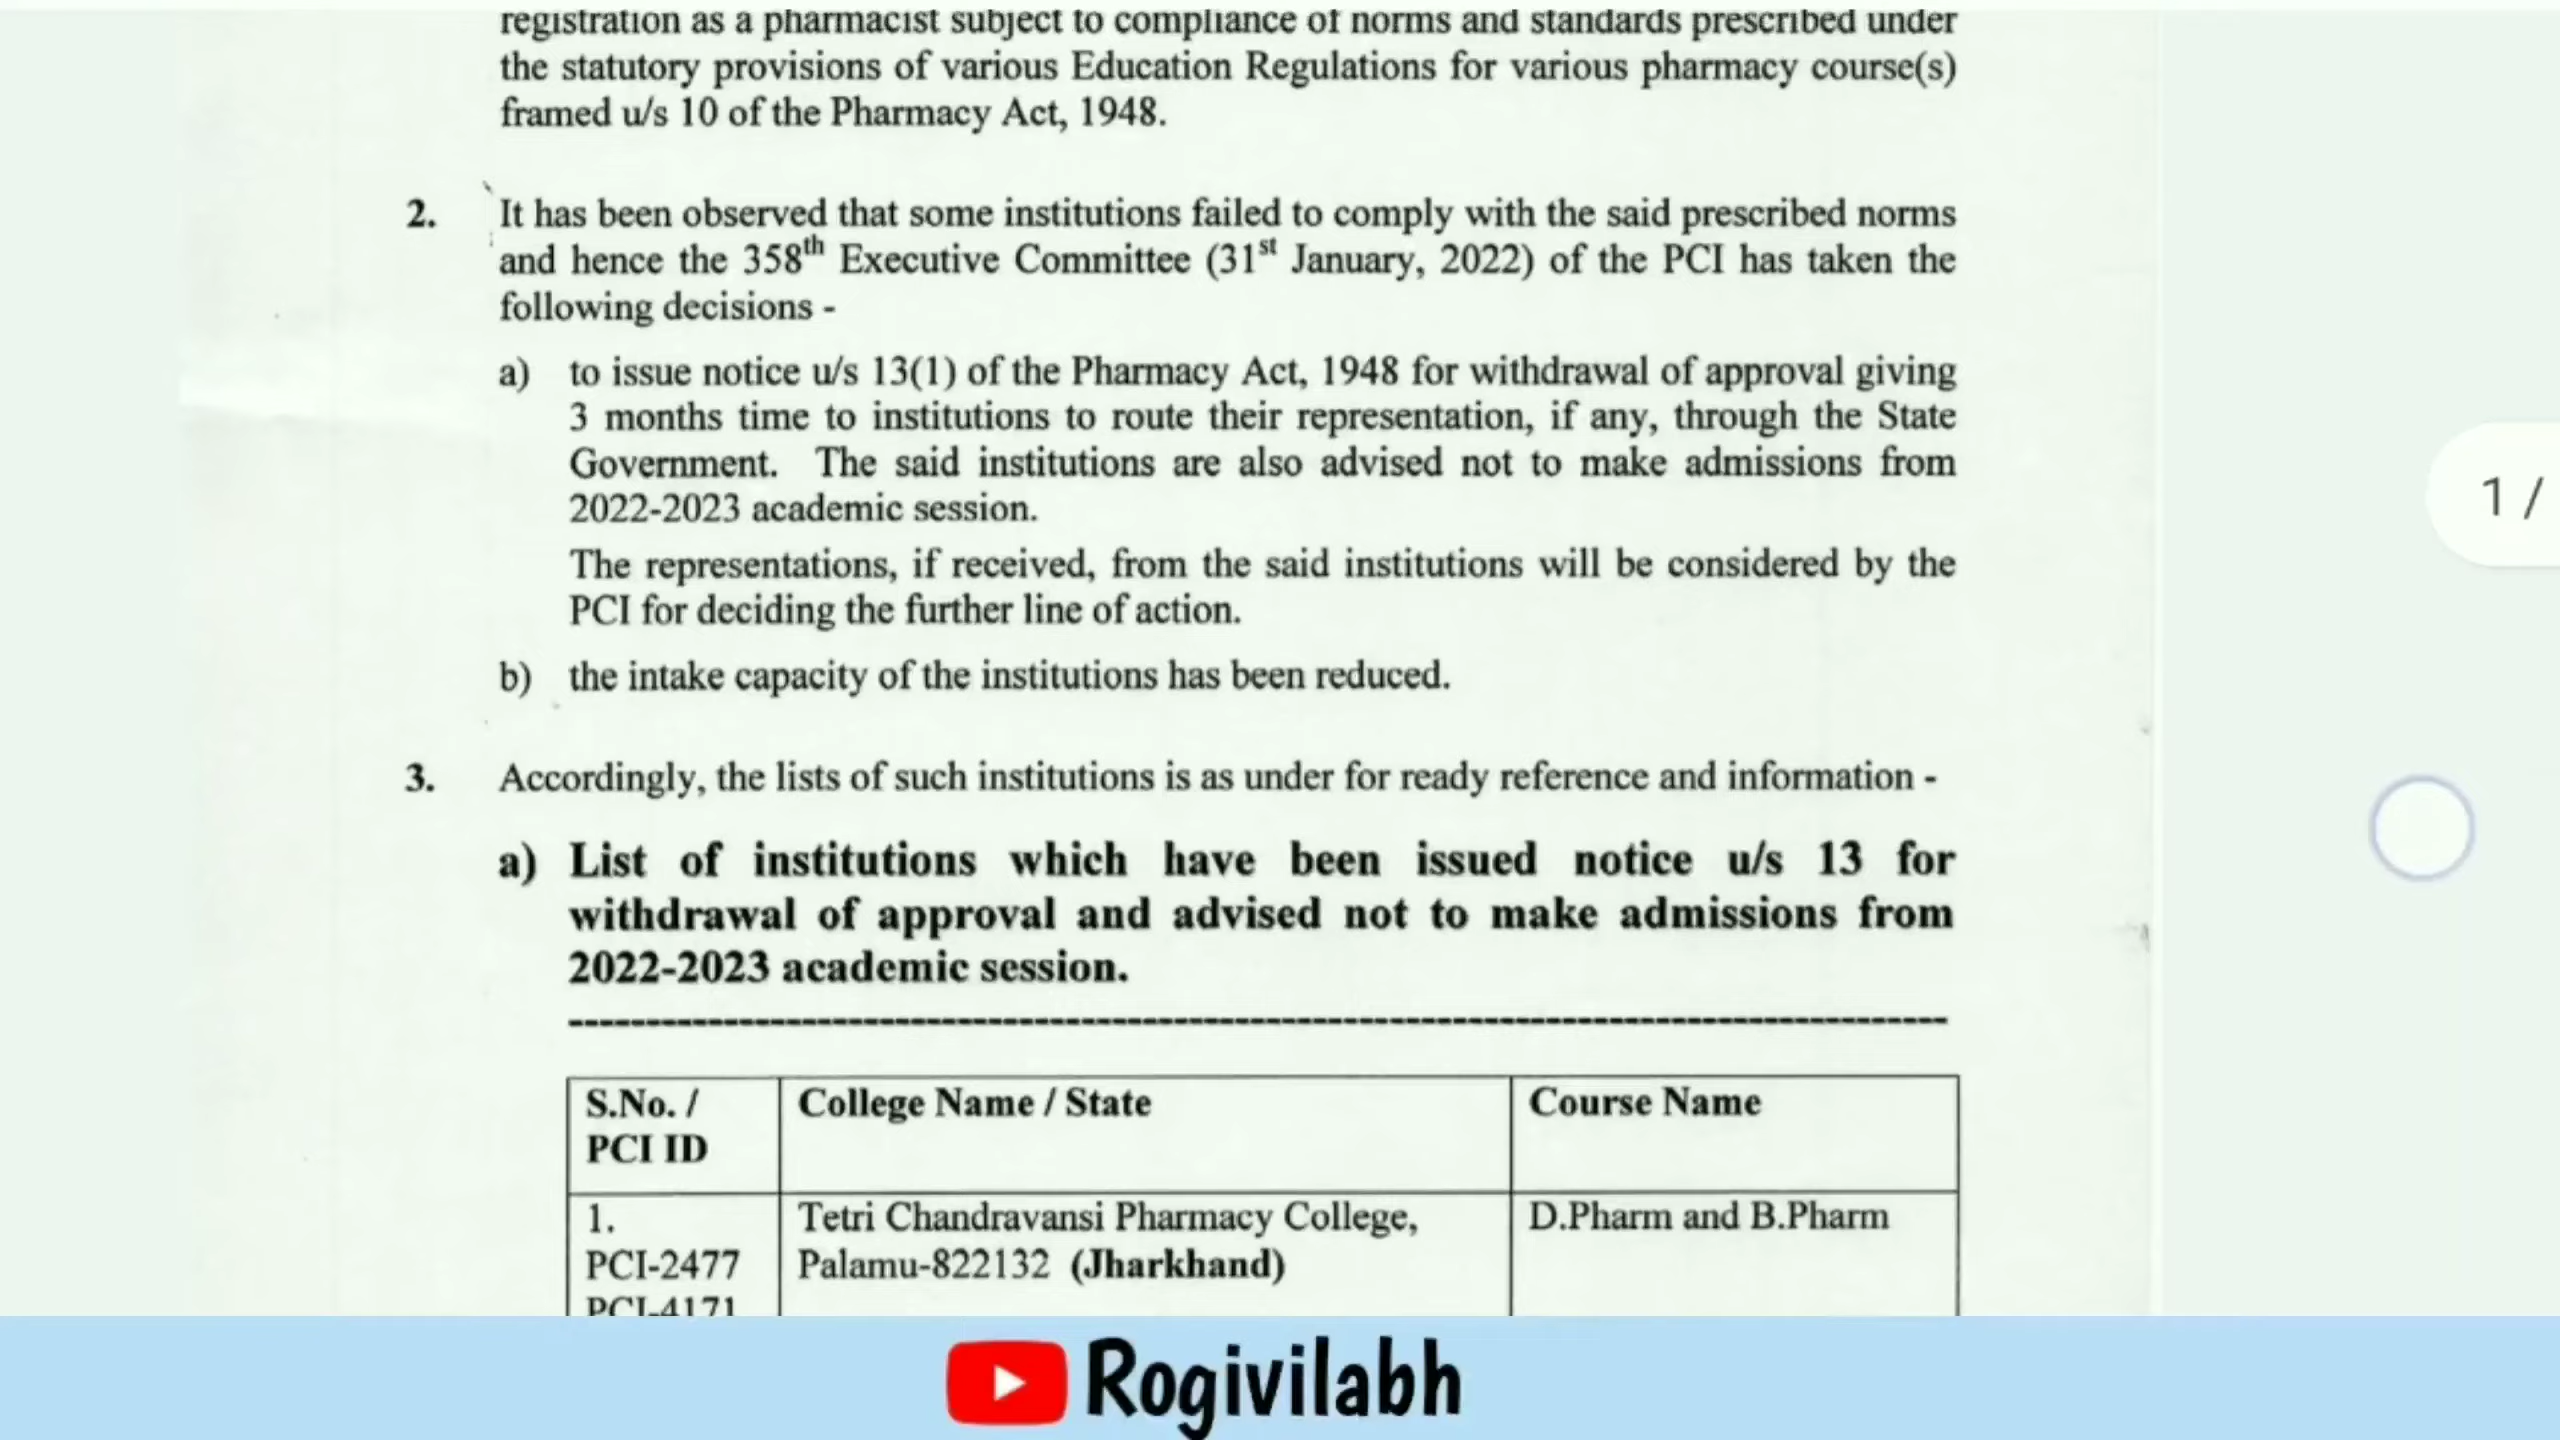 registration as a pharmacist subject to compliance of norms and standards prescribed under
the statutory provisions of various Education Regulations for various pharmacy course(s)
framed u/s 10 of the Pharmacy Act, 1948.
2. It has been observed that some institutions failed to comply with the said prescribed norms
and hence the 358th Executive Committee (31st January, 2022) of the PCI has taken the
following decisions -
a) to issue notice u/s 13(1) of the Pharmacy Act, 1948 for withdrawal of approval giving
3 months time to institutions to route their representation, if any, through the State
Government. The said institutions are also advised not to make admissions from
2022-2023 academic session.
The representations, if received, from the said institutions will be considered by the
PCI for deciding the further line of action.
b) the intake capacity of the institutions has been reduced.
1 /
3. Accordingly, the lists of such institutions is as under for ready reference and information -
a) List of institutions which have been issued notice u/s 13 for
withdrawal of approval and advised not to make admissions from
2022-2023 academic session.
S.No. / College Name / State Course Name
PCI ID
1. Tetri Chandravansi Pharmacy College, D.Pharm and B.Pharm
PCI-2477 Palamu-822132 (Jharkhand)
PCI-4171
Rogivilabh